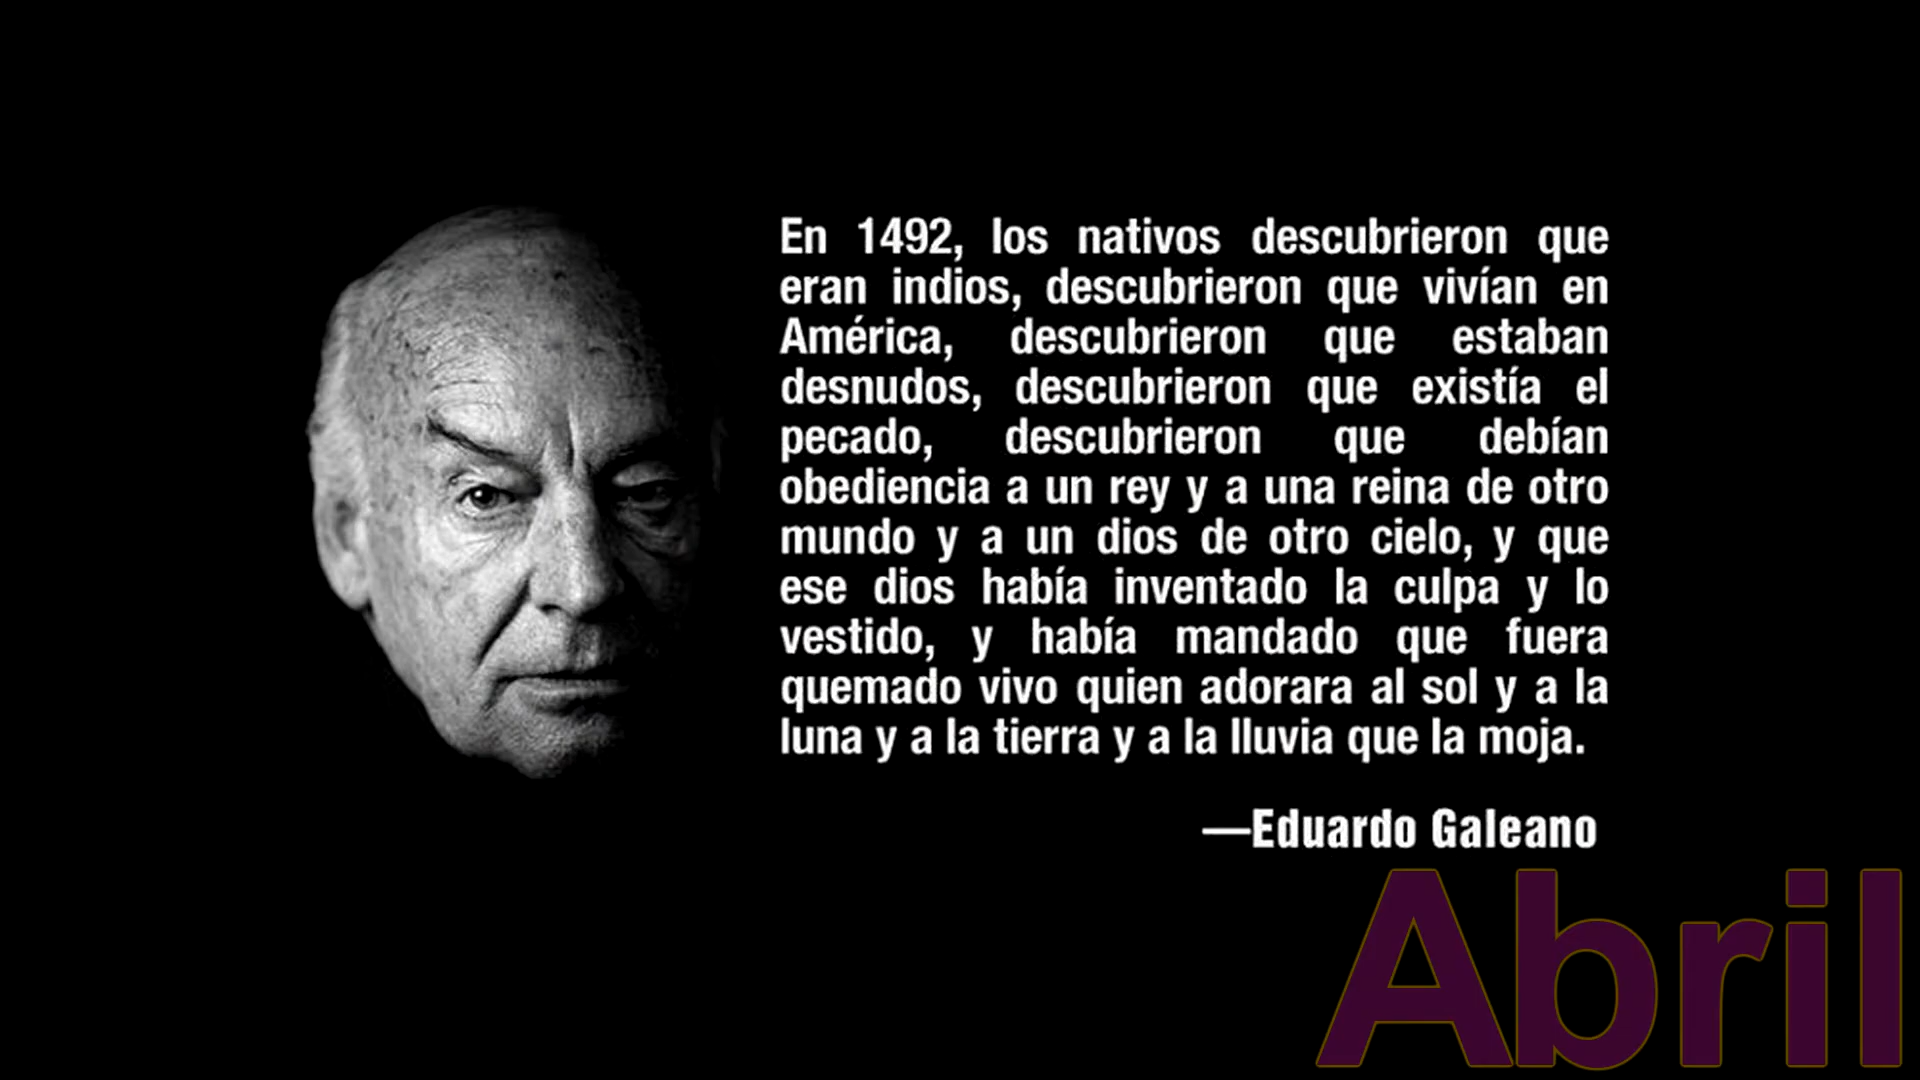 En 1492, los nativos descubrieron que
eran indios, descubrieron que vivían en
América, descubrieron que estaban
desnudos, descubrieron que existía el
pecado, descubrieron que debían
obediencia a un rey y a una reina de otro
mundo y a un dios de otro cielo, y que
ese dios había inventado la culpa y lo
vestido, y había mandado que fuera
quemado vivo quien adorara al sol y a la
luna y a la tierra y a la lluvia que la moja.
—Eduardo Galeano
Abril